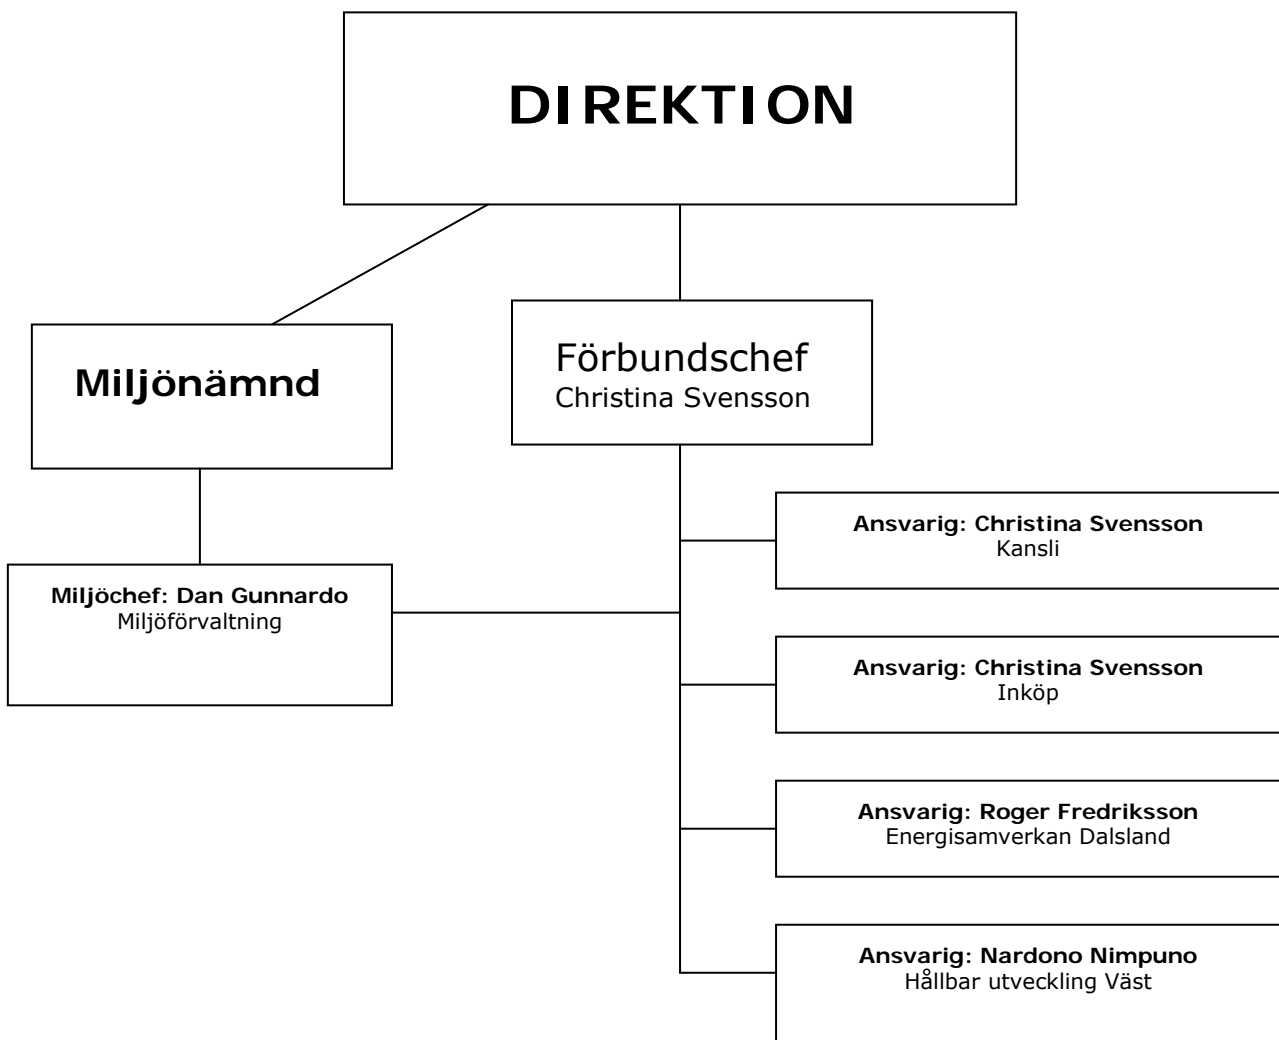 DIREKTION
Miljönämnd
Förbundschef
Christina Svensson
Miljöchef: Dan Gunnardo
Miljöförvaltning
Ansvarig: Christina Svensson
Kansli
Ansvarig: Christina Svensson
Inköp
Ansvarig: Roger Fredriksson
Energisamverkan Dalsland
Ansvarig: Nardono Nimpuno
Hållbar utveckling Väst